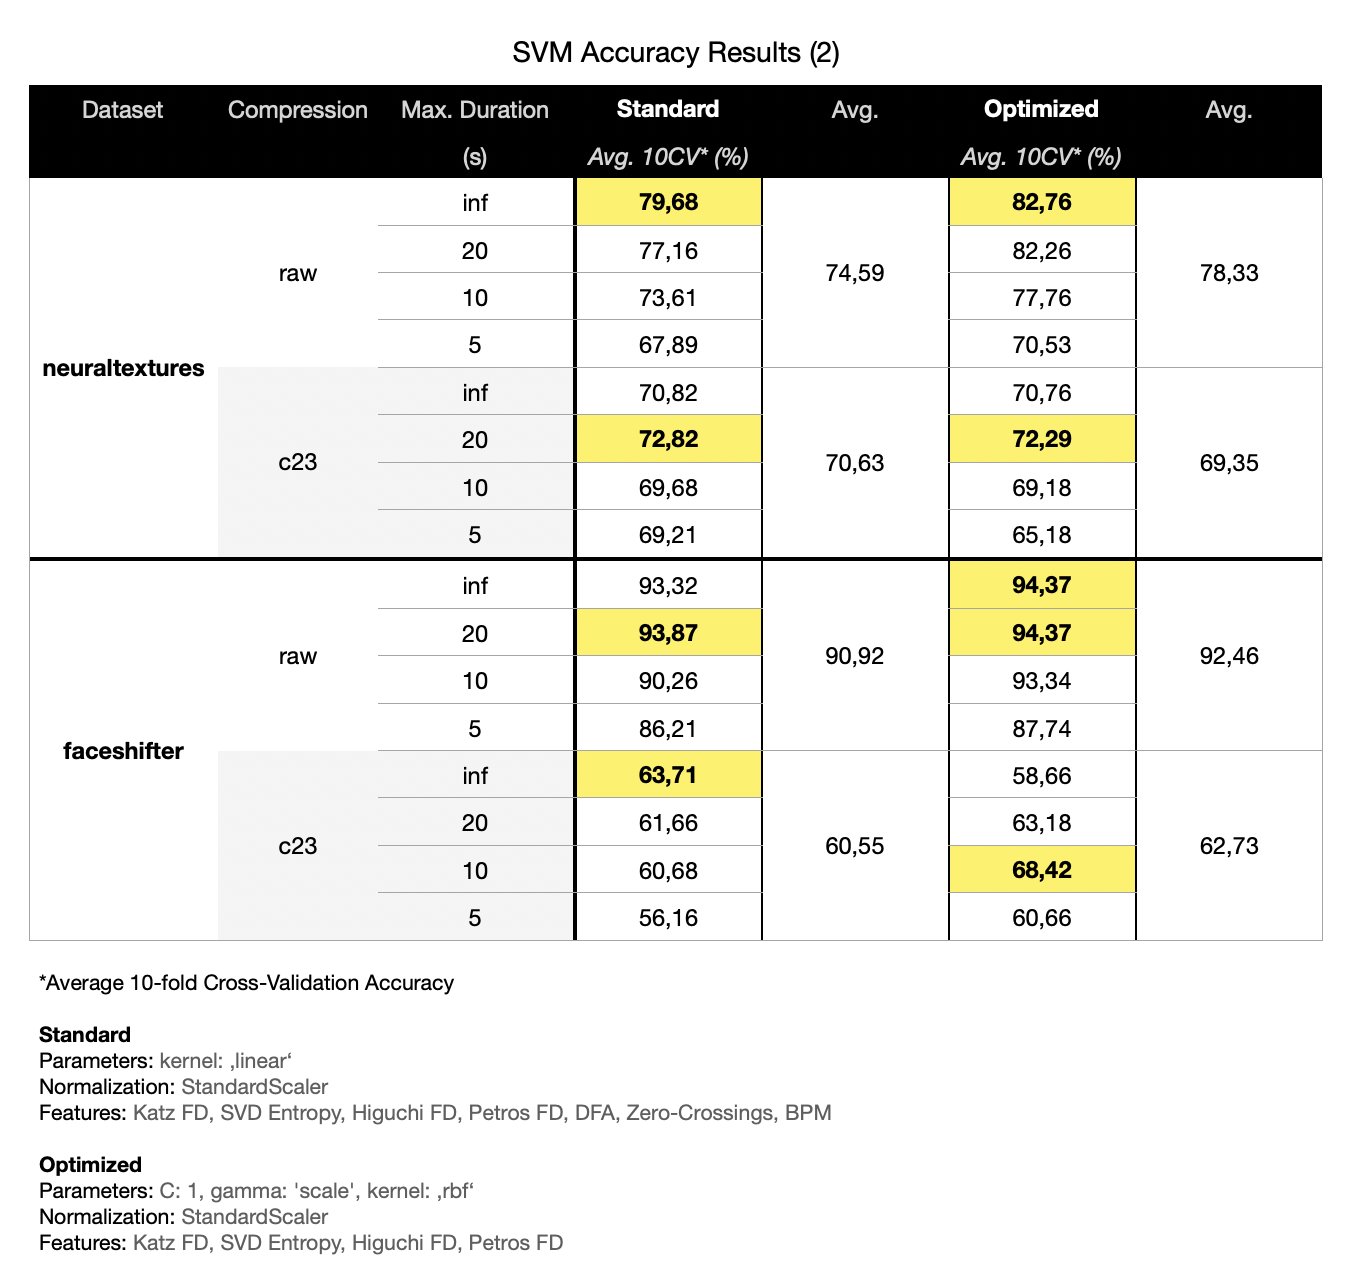 SVM Accuracy Results (2)
Dataset Compression Max. Duration (s) Standard Avg. 10CV* (%) Avg. Optimized Avg. 10CV* (%) Avg.
neuraltextures raw inf 79,68 74,59 82,76 78,33
20 77,16 82,26
10 73,61 77,76
5 67,89 70,53
c23 inf 70,82 70,63 70,76 69,35
20 72,82 72,29
10 69,68 69,18
5 69,21 65,18
faceshifter raw inf 93,32 90,92 94,37 92,46
20 93,87 94,37
10 90,26 93,34
5 86,21 87,74
c23 inf 63,71 60,55 58,66 62,73
20 61,66 63,18
10 60,68 68,42
5 56,16 60,66
*Average 10-fold Cross-Validation Accuracy
Standard
Parameters: kernel: ‚linear‘
Normalization: StandardScaler
Features: Katz FD, SVD Entropy, Higuchi FD, Petros FD, DFA, Zero-Crossings, BPM
Optimized
Parameters: C: 1, gamma: 'scale', kernel: ‚rbf‘
Normalization: StandardScaler
Features: Katz FD, SVD Entropy, Higuchi FD, Petros FD